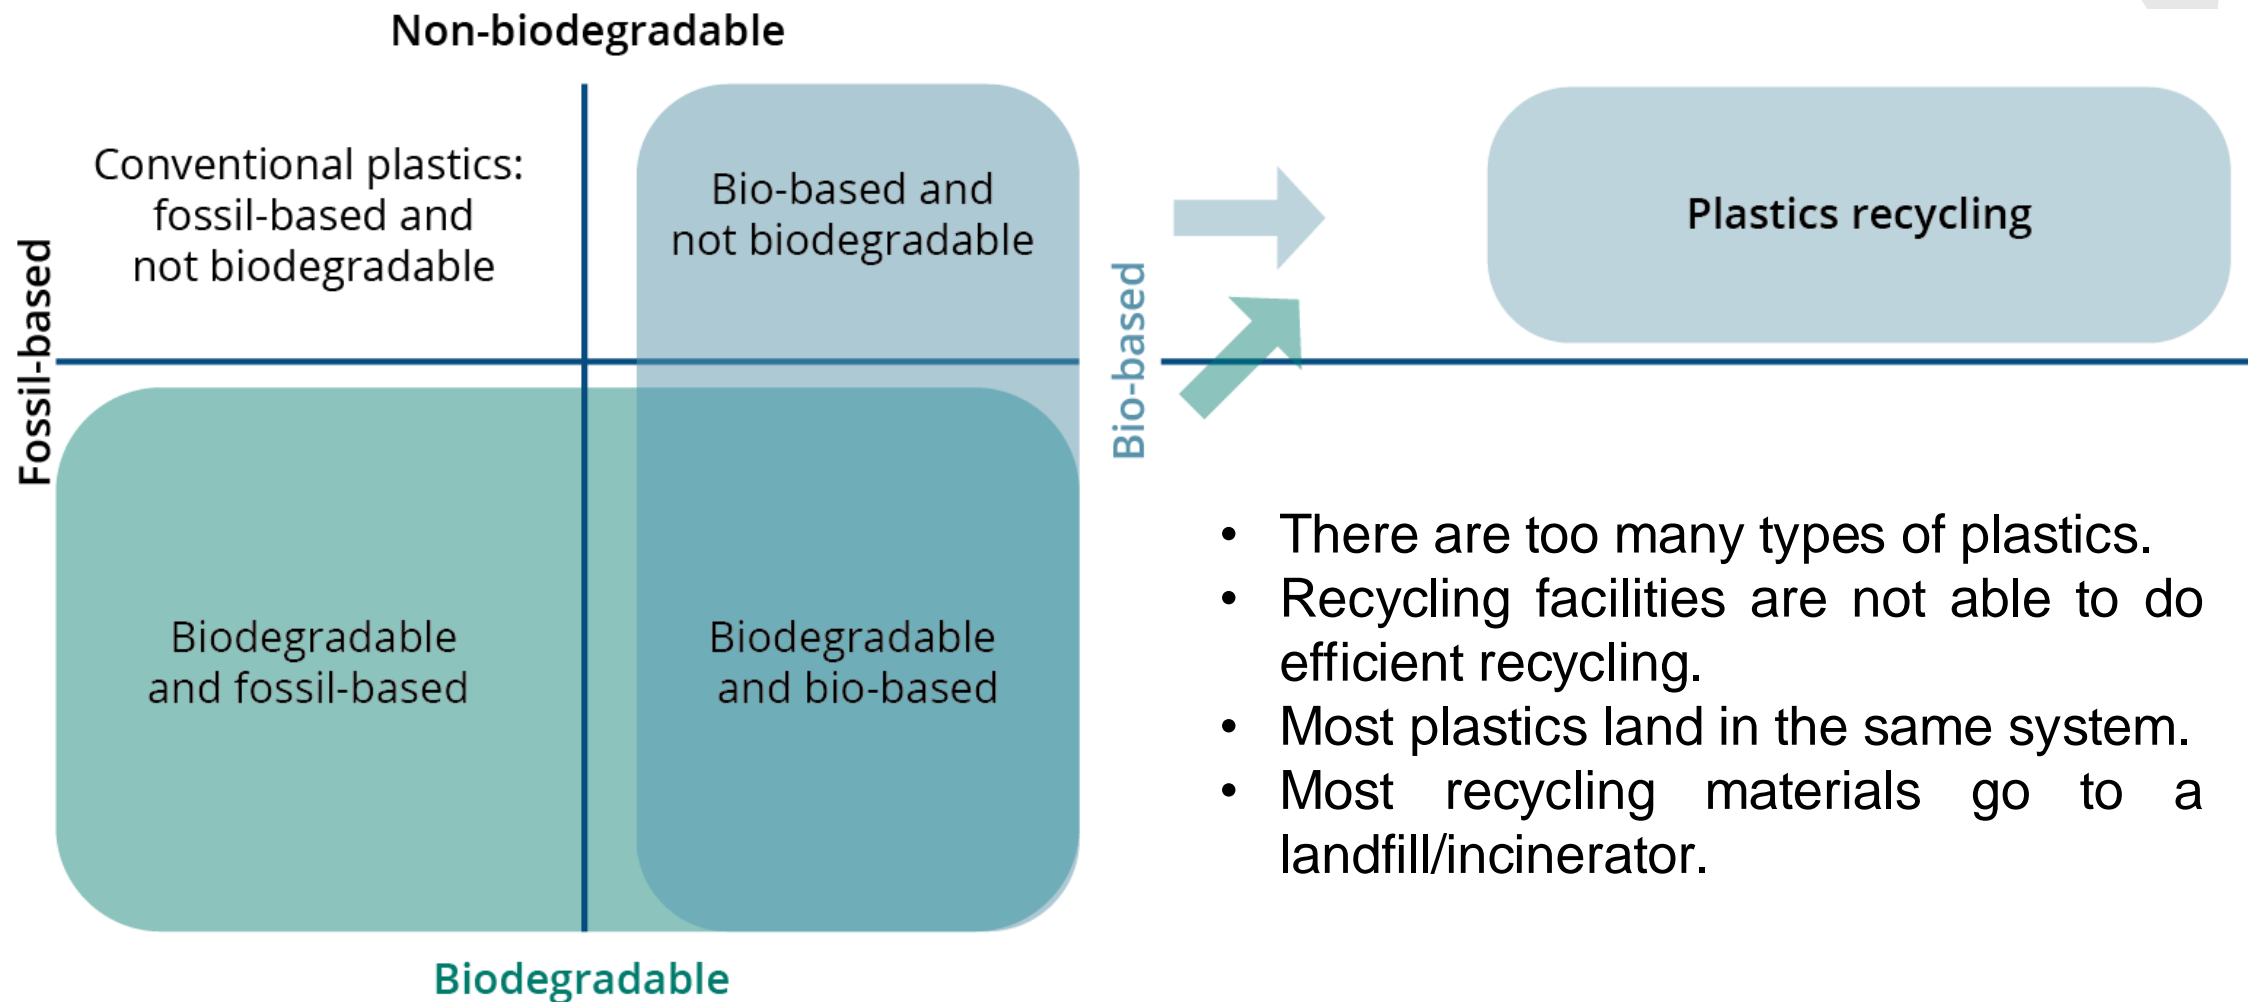 Non-biodegradable
Conventional plastics:
fossil-based and
not biodegradable
Bio-based and
not biodegradable
Plastics recycling
Fossil-based
Bio-based
Biodegradable
and fossil-based
Biodegradable
and bio-based
• There are too many types of plastics.
• Recycling facilities are not able to do
efficient recycling.
• Most plastics land in the same system.
• Most recycling materials go to a
landfill/incinerator.
Biodegradable